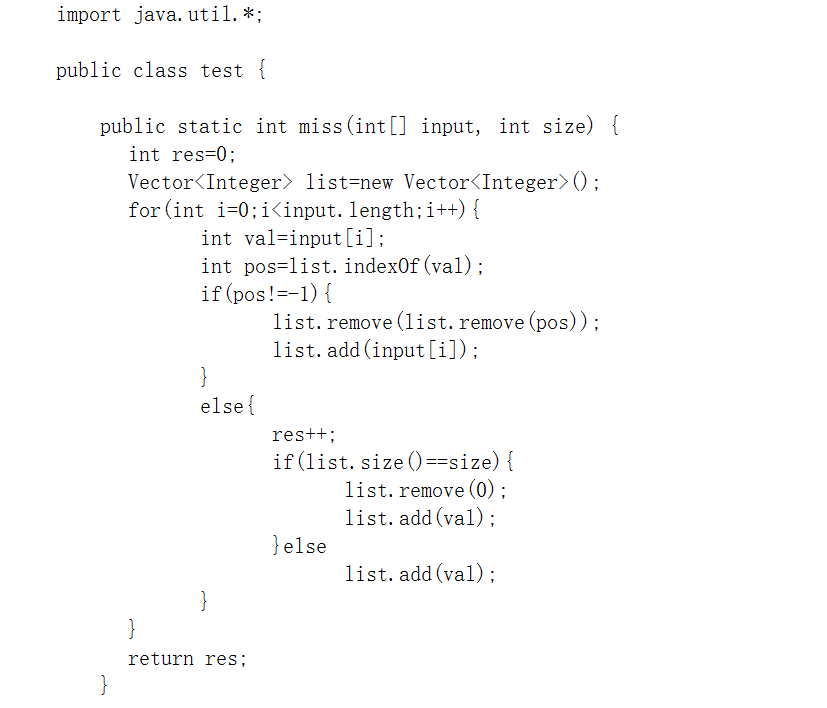 import java.util.*;
public class test {
public static int miss(int[] input, int size) {
int res=0;
Vector<Integer> list=new Vector<Integer>();
for(int i=0;i<input.length;i++){
int val=input[i];
int pos=list.indexOf(val);
if(pos!=-1){
list.remove(list.remove(pos));
list.add(input[i]);
}
else{
res++;
if(list.size()==size){
list.remove(0);
list.add(val);
}else
list.add(val);
}
}
return res;
}